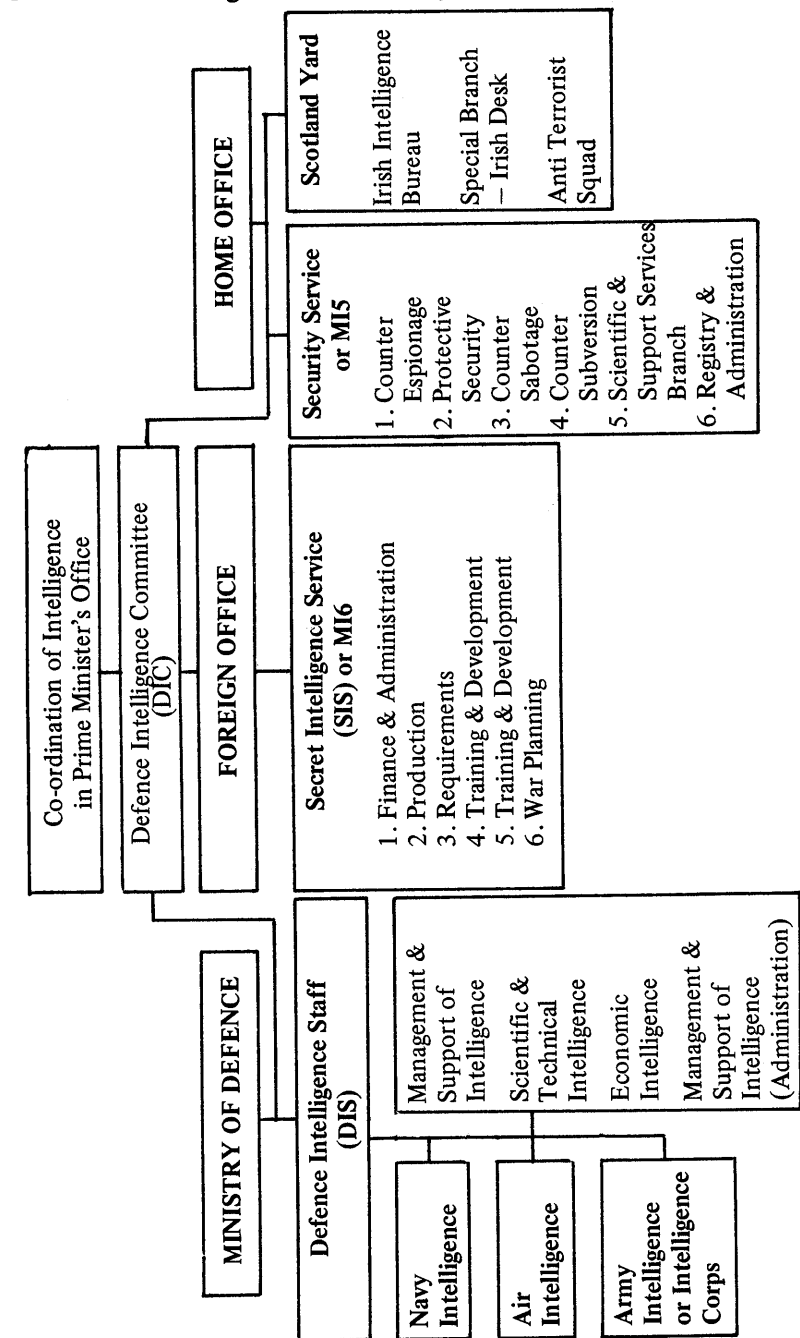 Co-ordination of Intelligence
in Prime Minister's Office
Defence Intelligence Committee
(DIC)
MINISTRY OF DEFENCE
FOREIGN OFFICE
HOME OFFICE
Defence Intelligence Staff
(DIS)
Navy
Intelligence
Air
Intelligence
Army
Intelligence
or Intelligence
Corps
Management &
Support of
Intelligence
Scientific &
Technical
Intelligence
Economic
Intelligence
Management &
Support of
Intelligence
(Administration)
Secret Intelligence Service
(SIS) or MI6
1. Finance & Administration
2. Production
3. Requirements
4. Training & Development
5. Training & Development
6. War Planning
Security Service
or MI5
1. Counter
Espionage
2. Protective
Security
3. Counter
Sabotage
4. Counter
Subversion
5. Scientific &
Support Services
Branch
6. Registry &
Administration
Scotland Yard
Irish Intelligence
Bureau
Special Branch
– Irish Desk
Anti Terrorist
Squad